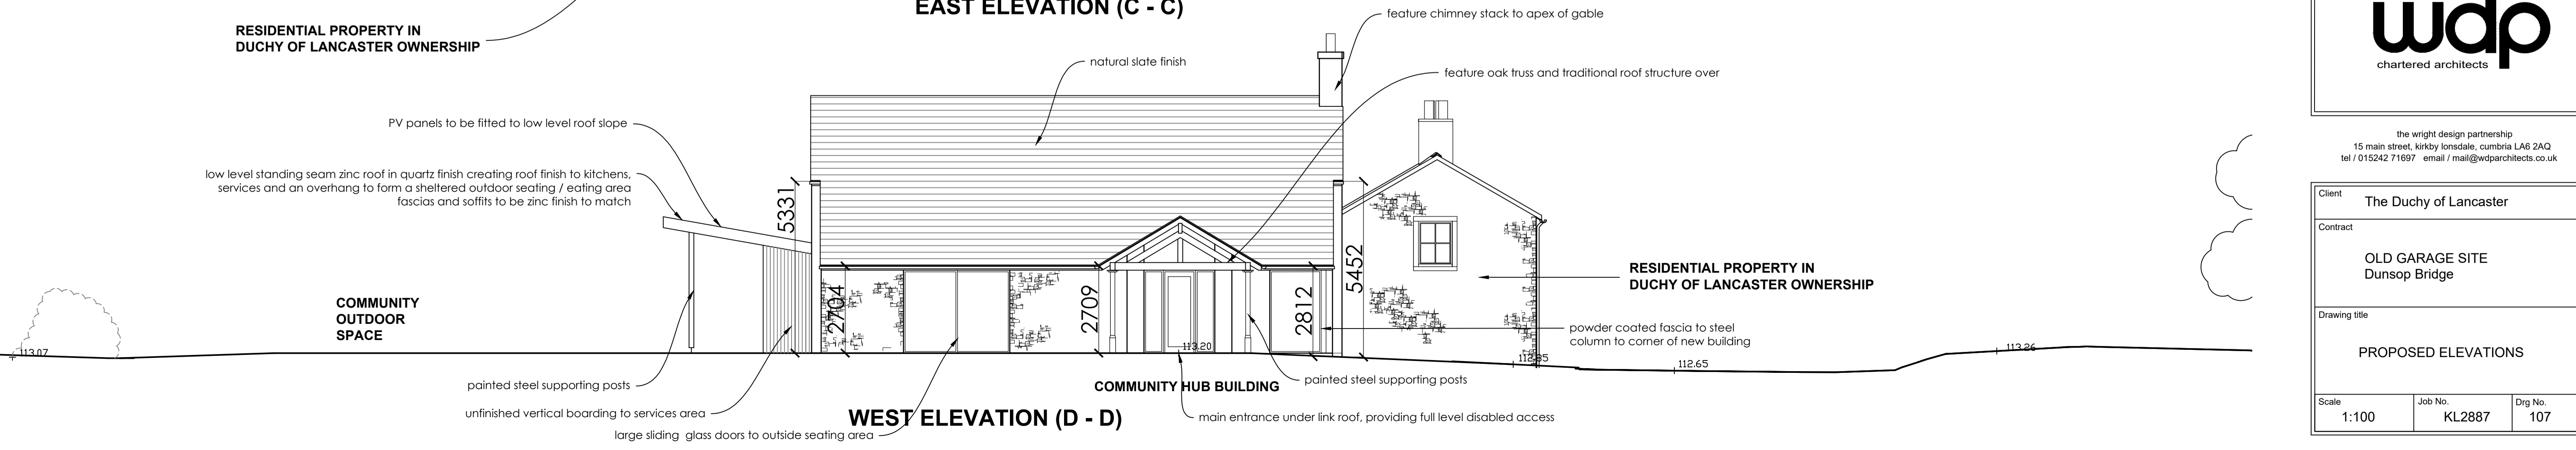 EAST ELEVATION (C - C)
RESIDENTIAL PROPERTY IN
DUCHY OF LANCASTER OWNERSHIP
feature chimney stack to apex of gable
natural slate finish
feature oak truss and traditional roof structure over
PV panels to be fitted to low level roof slope
low level standing seam zinc roof in quartz finish creating roof finish to kitchens,
services and an overhang to form a sheltered outdoor seating / eating area
fascias and soffits to be zinc finish to match
5331
2704
2709
2812
5452
RESIDENTIAL PROPERTY IN
DUCHY OF LANCASTER OWNERSHIP
COMMUNITY
OUTDOOR
SPACE
powder coated fascia to steel
column to corner of new building
113.07
113.20
112.85
112.65
113.26
painted steel supporting posts
COMMUNITY HUB BUILDING
painted steel supporting posts
unfinished vertical boarding to services area
WEST ELEVATION (D - D)
main entrance under link roof, providing full level disabled access
large sliding glass doors to outside seating area
wdp
chartered architects
the wright design partnership
15 main street, kirkby lonsdale, cumbria LA6 2AQ
tel / 015242 71697 email / mail@wdparchitects.co.uk
Client
The Duchy of Lancaster
Contract
OLD GARAGE SITE
Dunsop Bridge
Drawing title
PROPOSED ELEVATIONS
Scale
1:100
Job No.
KL2887
Drg No.
107